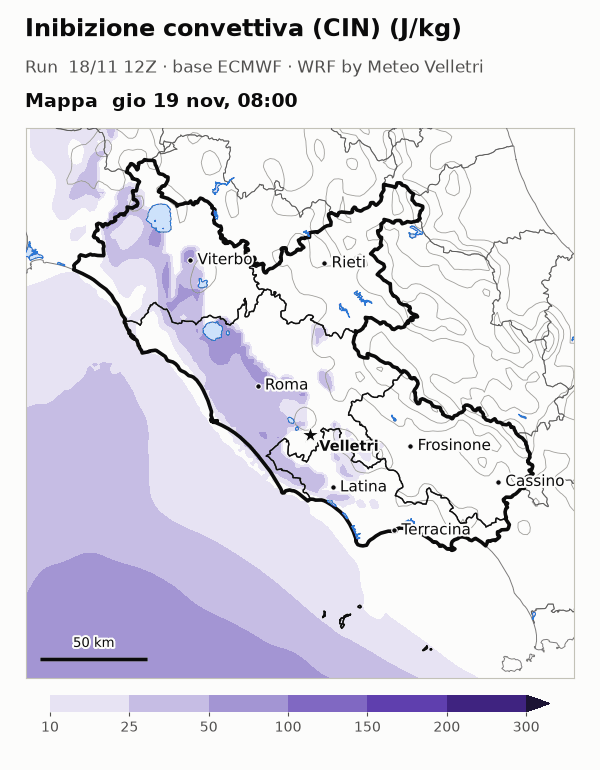 Inibizione convettiva (CIN) (J/kg)
Run  18/11 12Z · base ECMWF · WRF by Meteo Velletri
Mappa  gio 19 nov, 08:00
Viterbo
Rieti
Roma
Velletri
Frosinone
Latina
Cassino
Terracina
50 km
10 25 50 100 150 200 300